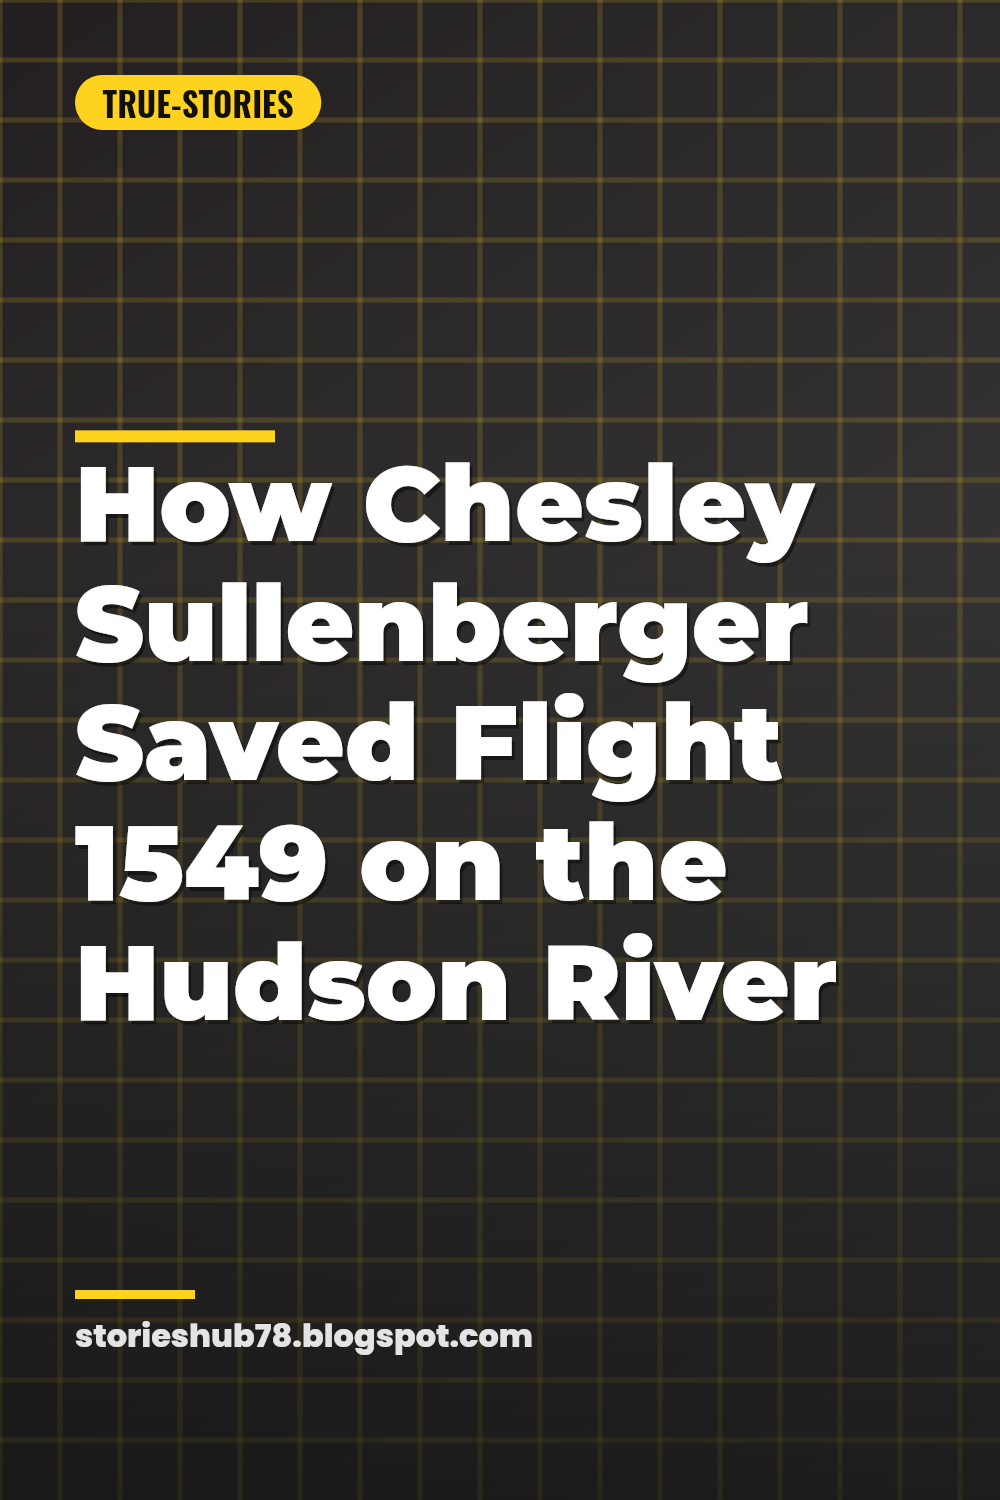 TRUE-STORIES
How Chesley
Sullenberger
Saved Flight
1549 on the
Hudson River
storieshub78.blogspot.com